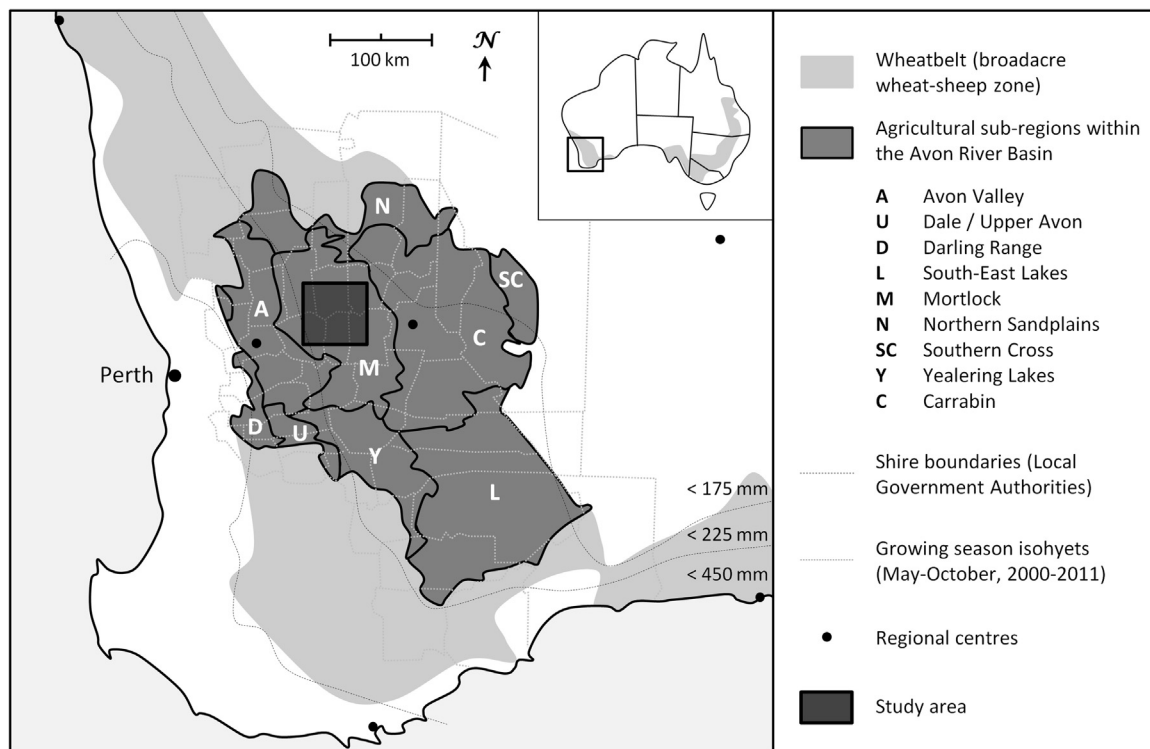 100 km
N
N
SC
A
C
M
Perth
D
U
Y
L
< 175 mm
< 225 mm
< 450 mm
Wheatbelt (broadacre
wheat-sheep zone)
Agricultural sub-regions within
the Avon River Basin
A Avon Valley
U Dale / Upper Avon
D Darling Range
L South-East Lakes
M Mortlock
N Northern Sandplains
SC Southern Cross
Y Yealering Lakes
C Carrabin
Shire boundaries (Local
Government Authorities)
Growing season isohyets
(May-October, 2000-2011)
Regional centres
Study area